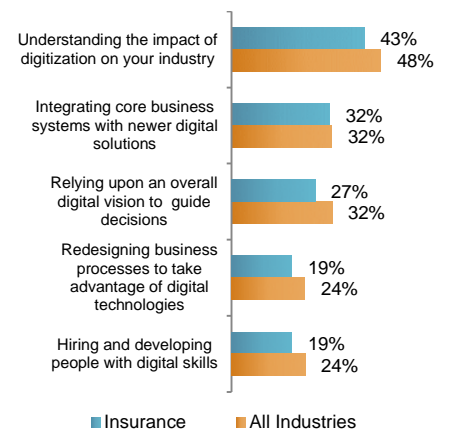 Understanding the impact of
digitization on your industry
43%
48%
Integrating core business
systems with newer digital
solutions
32%
32%
Relying upon an overall
digital vision to guide
decisions
27%
32%
Redesigning business
processes to take
advantage of digital
technologies
19%
24%
Hiring and developing
people with digital skills
19%
24%
Insurance
All Industries